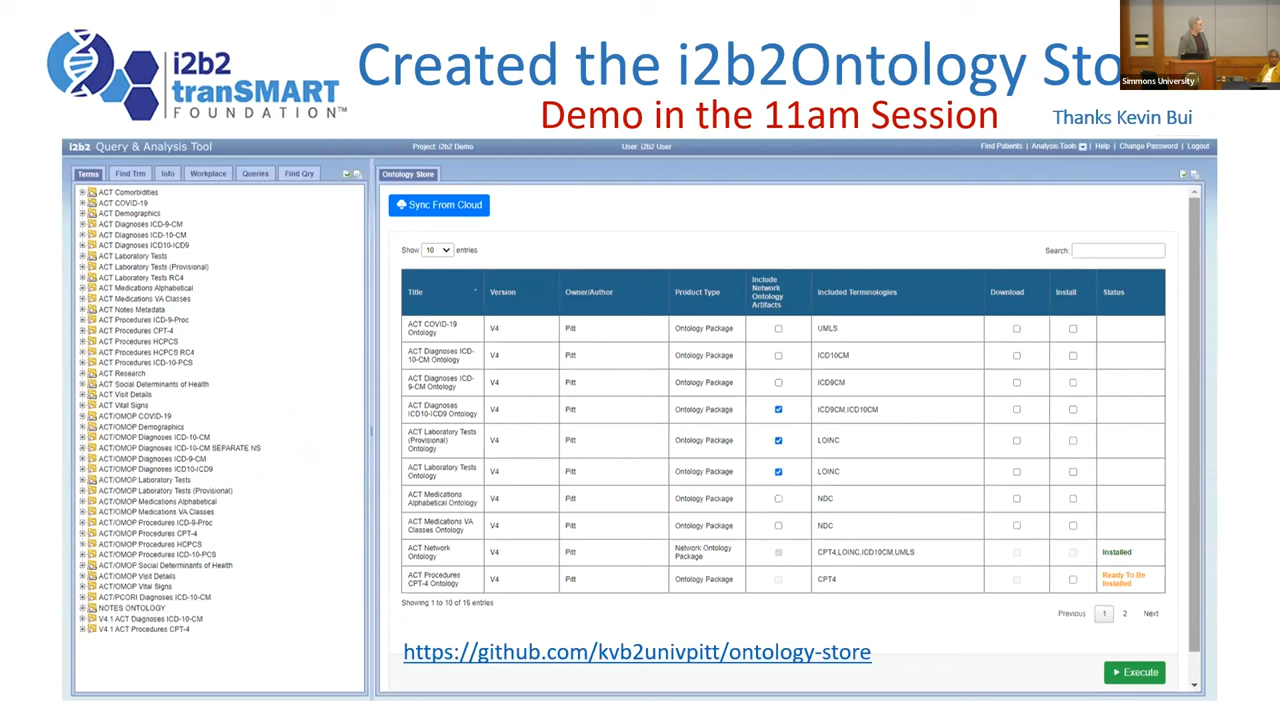 i2b2
tranSMART
FOUNDATION™
Created the i2b2Ontology Sto
Demo in the 11am Session
Thanks Kevin Bui
Simmons University
i2b2 Query & Analysis Tool
Project: i2b2 Demo
User: i2b2 User
Find Patients | Analysis Tools | Help | Change Password | Logout
Terms Find Trm Info Workplace Queries Find Qry
ACT Comorbidities
ACT COVID-19
ACT Demographics
ACT Diagnoses ICD-9-CM
ACT Diagnoses ICD-10-CM
ACT Diagnoses ICD10-ICD9
ACT Laboratory Tests
ACT Laboratory Tests (Provisional)
ACT Laboratory Tests RC4
ACT Medications Alphabetical
ACT Medications VA Classes
ACT Notes Metadata
ACT Procedures ICD-9-Proc
ACT Procedures CPT-4
ACT Procedures HCPCS
ACT Procedures HCPCS RC4
ACT Procedures ICD-10-PCS
ACT Research
ACT Social Determinants of Health
ACT Visit Details
ACT Vital Signs
ACT/OMOP COVID-19
ACT/OMOP Demographics
ACT/OMOP Diagnoses ICD-10-CM
ACT/OMOP Diagnoses ICD-10-CM SEPARATE NS
ACT/OMOP Diagnoses ICD-9-CM
ACT/OMOP Diagnoses ICD10-ICD9
ACT/OMOP Laboratory Tests
ACT/OMOP Laboratory Tests (Provisional)
ACT/OMOP Medications Alphabetical
ACT/OMOP Medications VA Classes
ACT/OMOP Procedures ICD-9-Proc
ACT/OMOP Procedures CPT-4
ACT/OMOP Procedures HCPCS
ACT/OMOP Procedures ICD-10-PCS
ACT/OMOP Social Determinants of Health
ACT/OMOP Visit Details
ACT/OMOP Vital Signs
ACT/PCORI Diagnoses ICD-10-CM
NOTES ONTOLOGY
V4.1 ACT Diagnoses ICD-10-CM
V4.1 ACT Procedures CPT-4
Ontology Store
Sync From Cloud
Show 10 entries
Search:
Title Version Owner/Author Product Type Include Network Ontology Artifacts Included Terminologies Download Install Status
ACT COVID-19 Ontology V4 Pitt Ontology Package UMLS
ACT Diagnoses ICD-10-CM Ontology V4 Pitt Ontology Package ICD10CM
ACT Diagnoses ICD-9-CM Ontology V4 Pitt Ontology Package ICD9CM
ACT Diagnoses ICD10-ICD9 Ontology V4 Pitt Ontology Package ICD9CM,ICD10CM
ACT Laboratory Tests (Provisional) Ontology V4 Pitt Ontology Package LOINC
ACT Laboratory Tests Ontology V4 Pitt Ontology Package LOINC
ACT Medications Alphabetical Ontology V4 Pitt Ontology Package NDC
ACT Medications VA Classes Ontology V4 Pitt Ontology Package NDC
ACT Network Ontology V4 Pitt Network Ontology Package CPT4,LOINC,ICD10CM,UMLS Installed
ACT Procedures CPT-4 Ontology V4 Pitt Ontology Package CPT4 Ready To Be Installed
Showing 1 to 10 of 16 entries
Previous 1 2 Next
https://github.com/kvb2univpitt/ontology-store
Execute